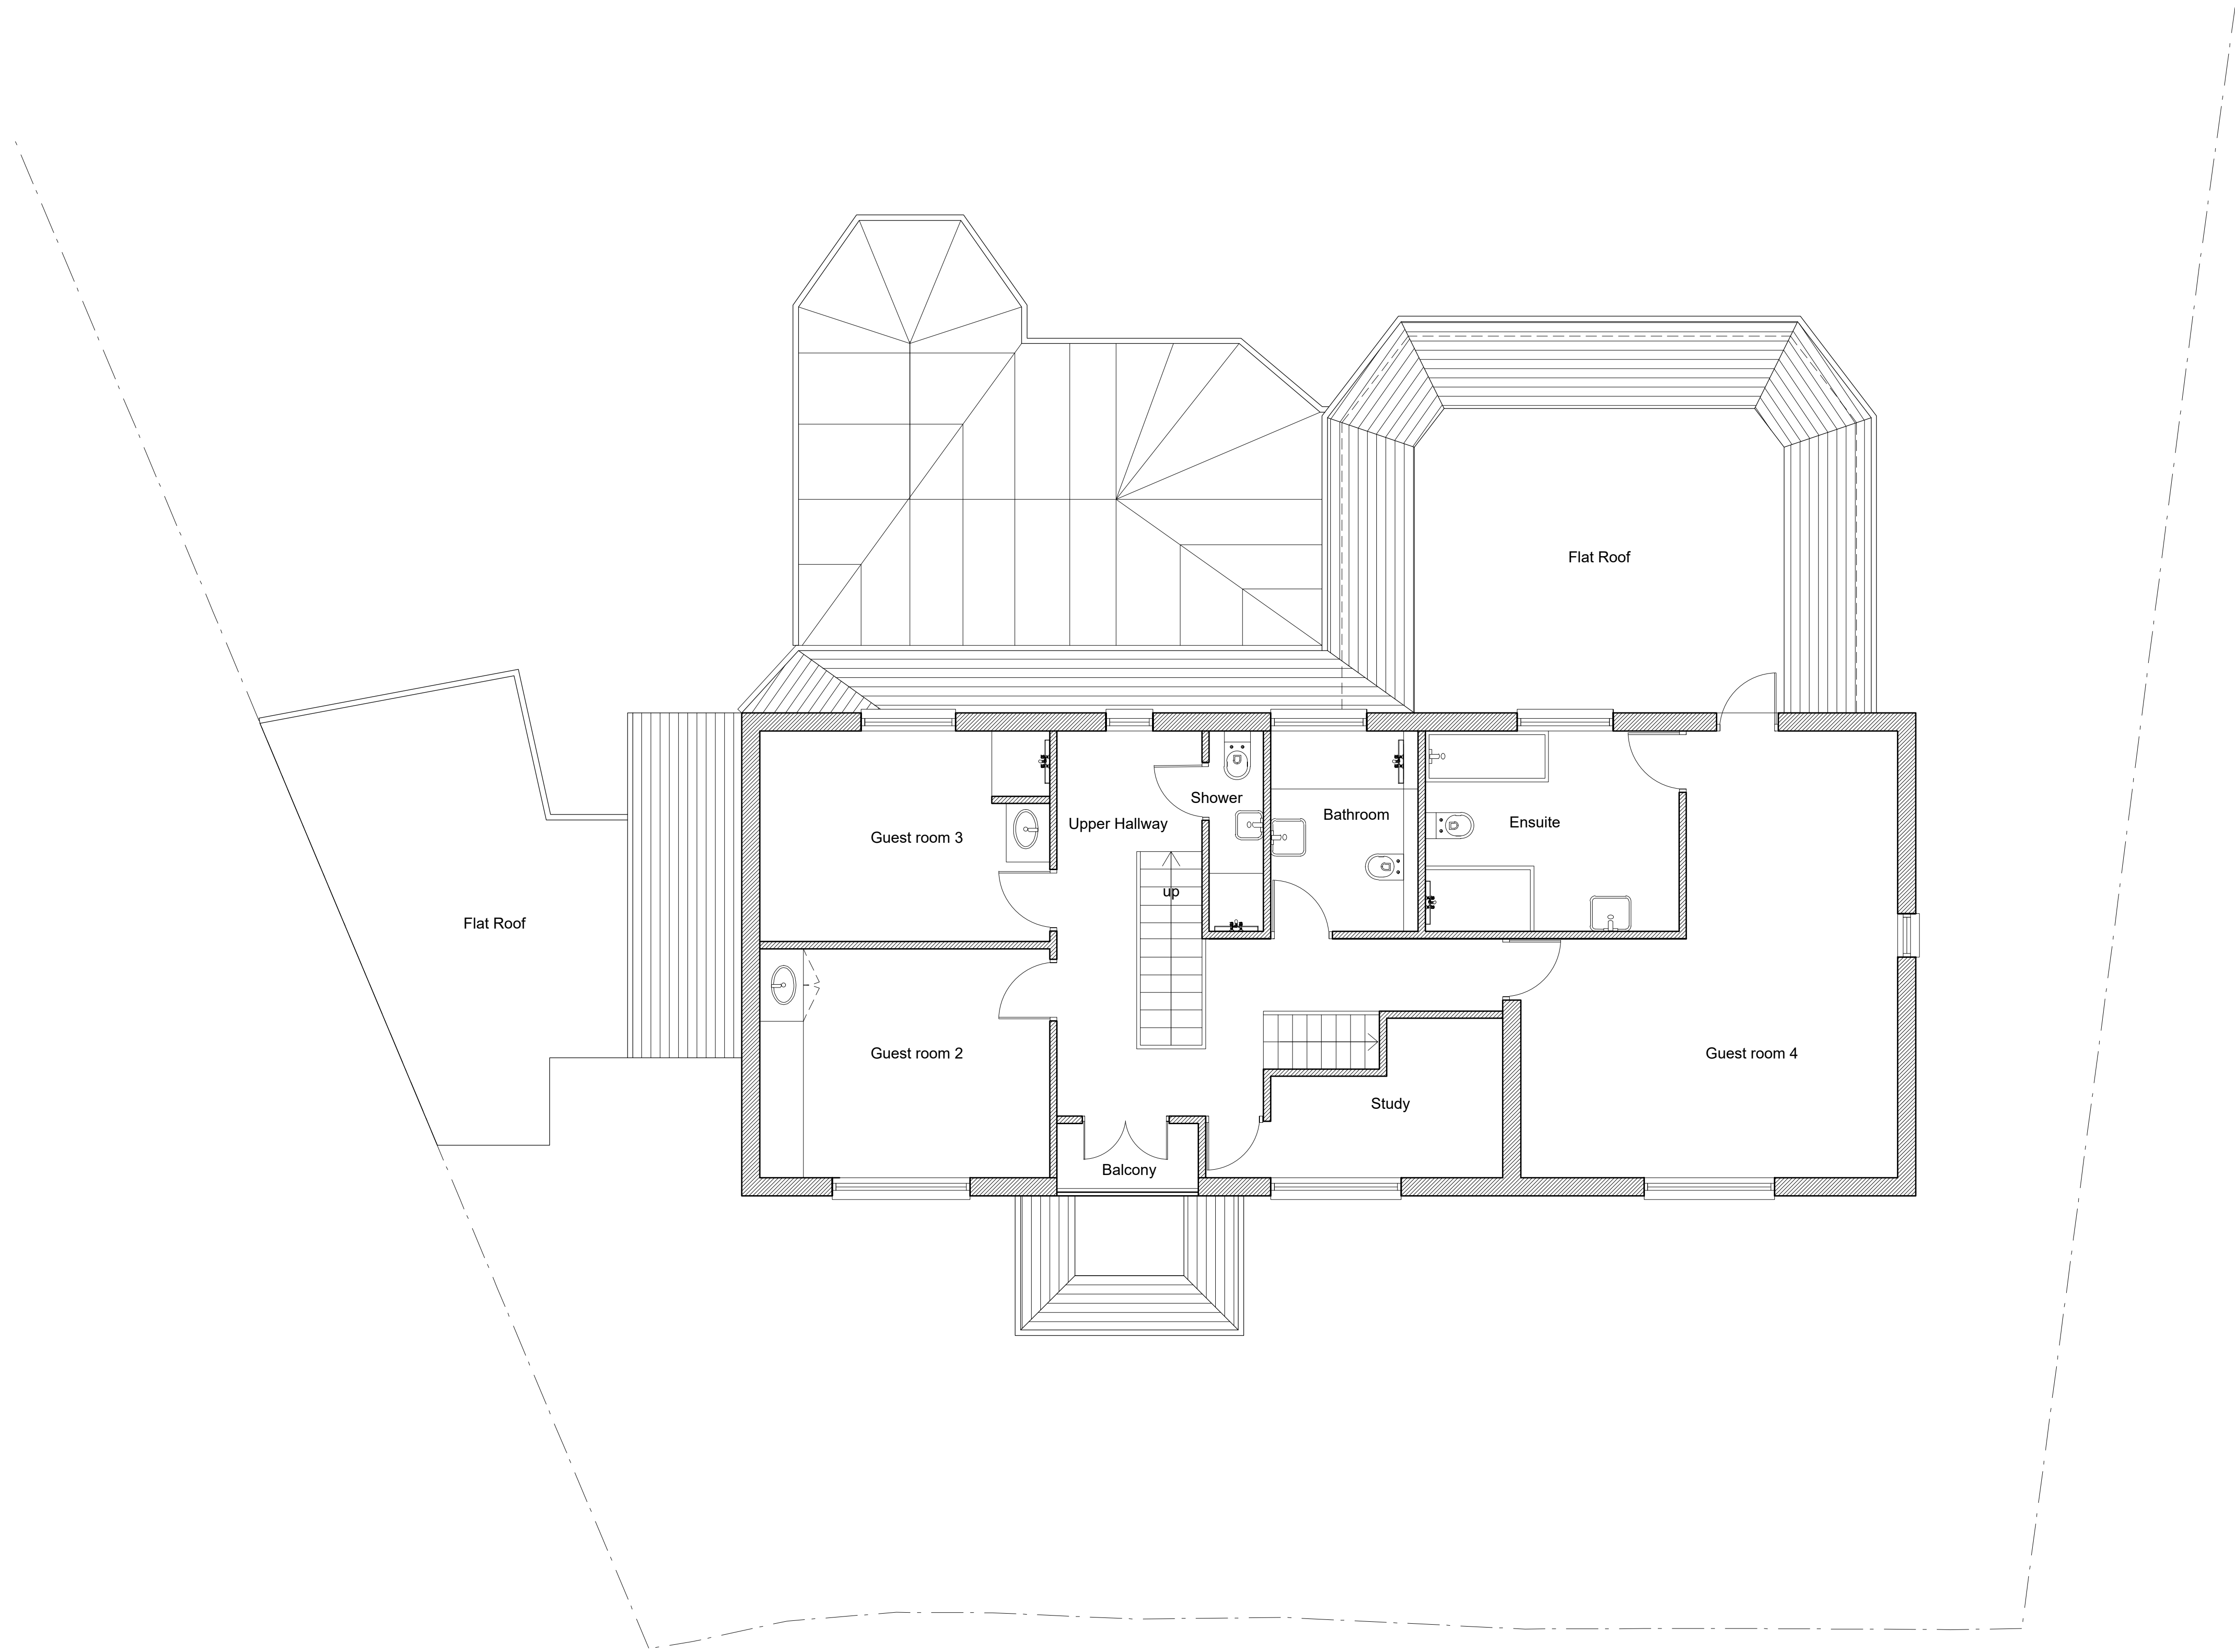 Flat Roof
Shower
Bathroom
Ensuite
Upper Hallway
Guest room 3
up
Flat Roof
Guest room 2
Guest room 4
Study
Balcony